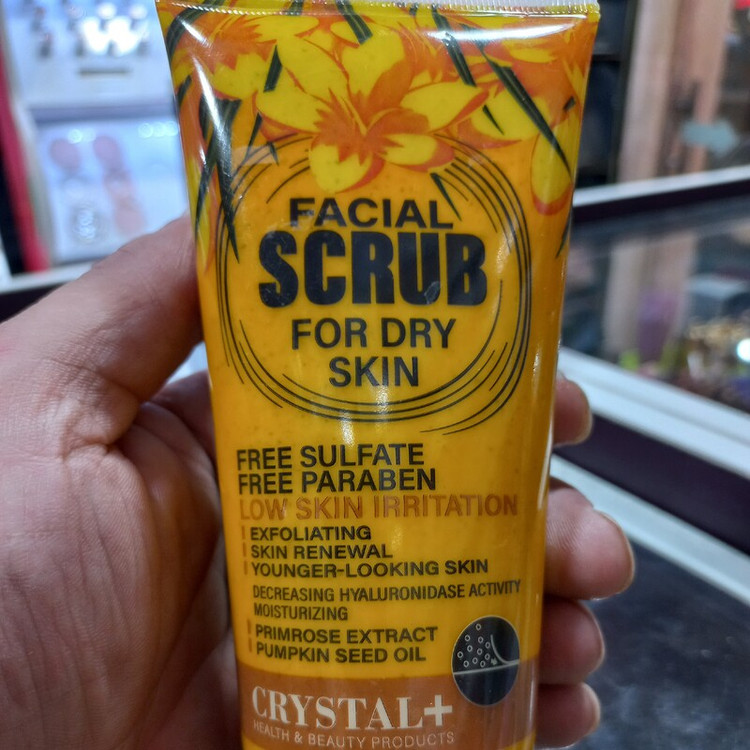 FACIAL
SCRUB
FOR DRY
SKIN
FREE SULFATE
FREE PARABEN
LOW SKIN IRRITATION
EXFOLIATING
SKIN RENEWAL
YOUNGER-LOOKING SKIN
DECREASING HYALURONIDASE ACTIVITY
MOISTURIZING
PRIMROSE EXTRACT
PUMPKIN SEED OIL
CRYSTAL+
HEALTH & BEAUTY PRODUCTS